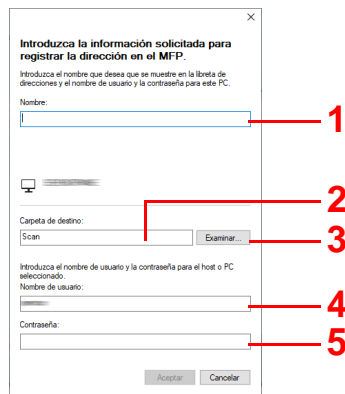 Introduzca la información solicitada para
registrar la dirección en el MFP.
Introduzca el nombre que desea que se muestre en la libreta de
direcciones y el nombre de usuario y la contraseña para este PC.
Nombre:
1
2
Carpeta de destino:
Scan
Examinar...
3
Introduzca el nombre de usuario y la contraseña para el host o PC
seleccionado.
Nombre de usuario:
4
Contraseña:
5
Aceptar
Cancelar